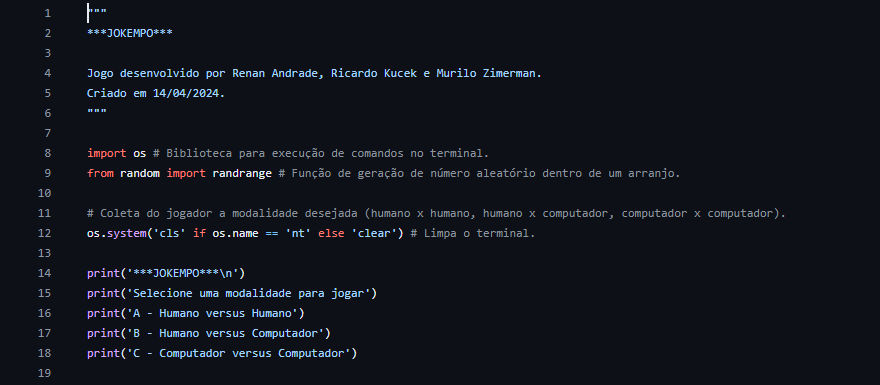 1 """
2 ***JOKEMPO***
3
4 Jogo desenvolvido por Renan Andrade, Ricardo Kucek e Murilo Zimerman.
5 Criado em 14/04/2024.
6 """
7
8 import os # Biblioteca para execução de comandos no terminal.
9 from random import randrange # Função de geração de número aleatório dentro de um arranjo.
10
11 # Coleta do jogador a modalidade desejada (humano x humano, humano x computador, computador x computador).
12 os.system('cls' if os.name == 'nt' else 'clear') # Limpa o terminal.
13
14 print('***JOKEMPO***\n')
15 print('Selecione uma modalidade para jogar')
16 print('A - Humano versus Humano')
17 print('B - Humano versus Computador')
18 print('C - Computador versus Computador')
19